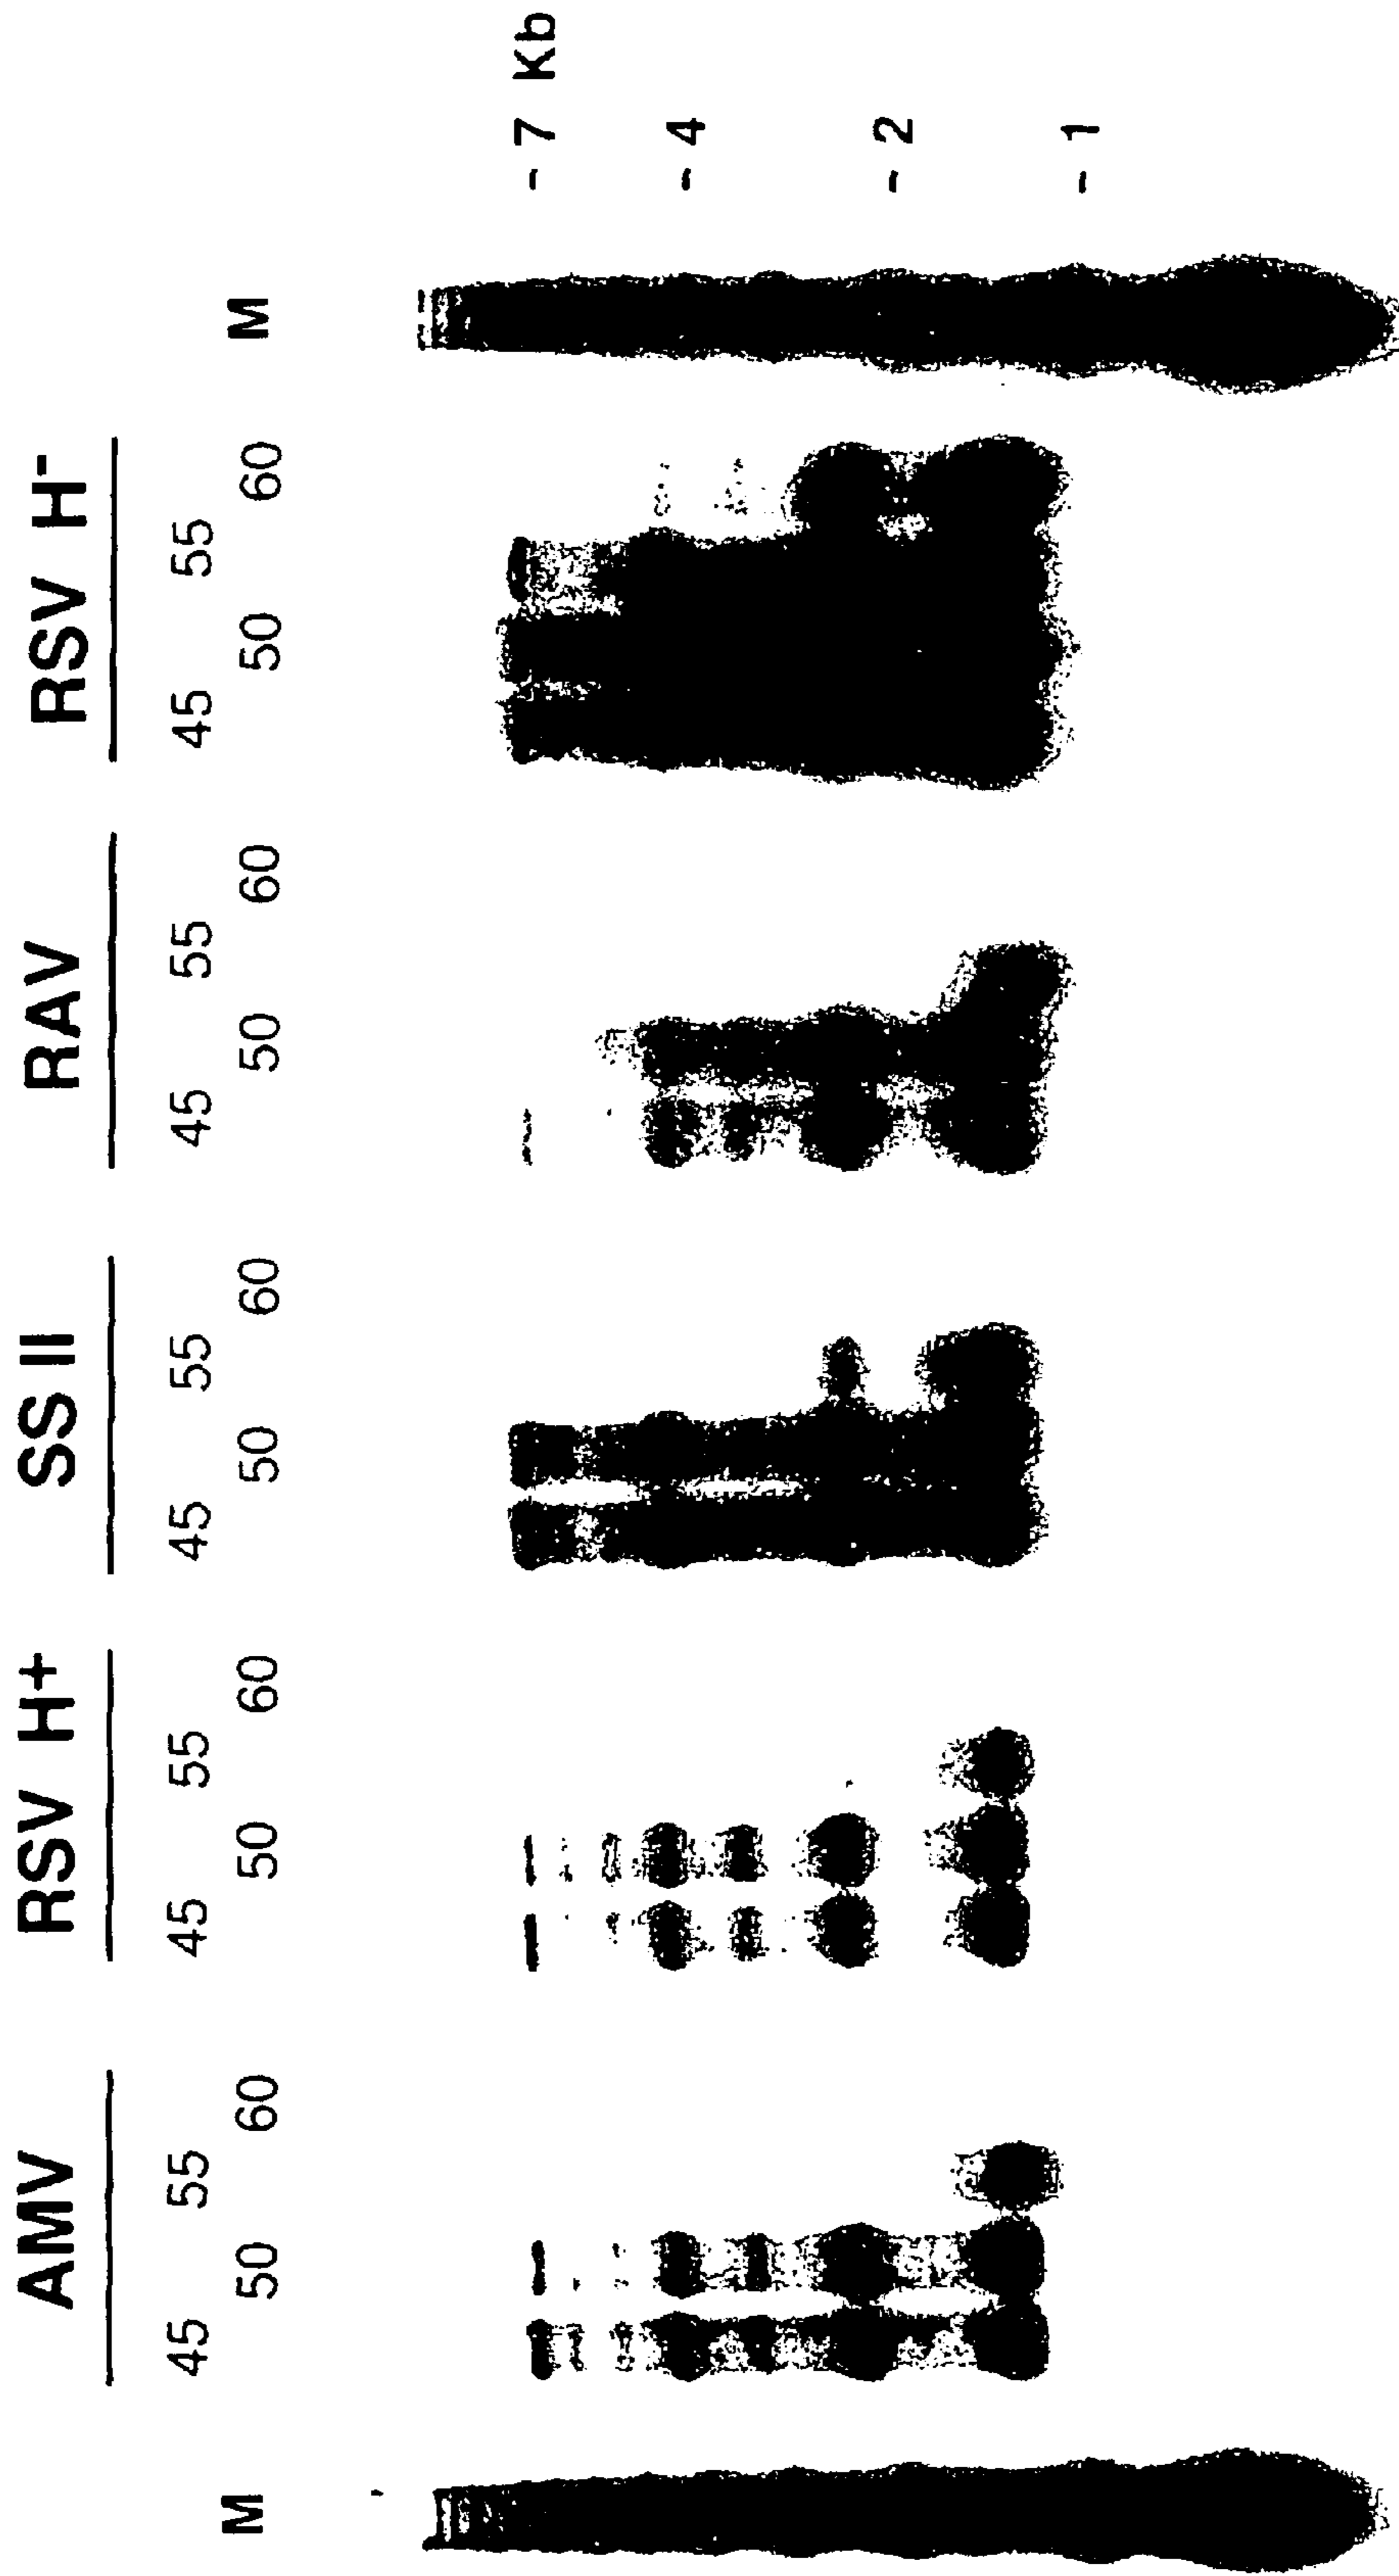 AMV RSV H⁺ SS II RAV RSV H⁻
45 55 45 55 45 55 45 55 45 55
M 50 60 50 60 50 60 50 60 50 60 M
- 7 Kb
- 4
- 2
- 1